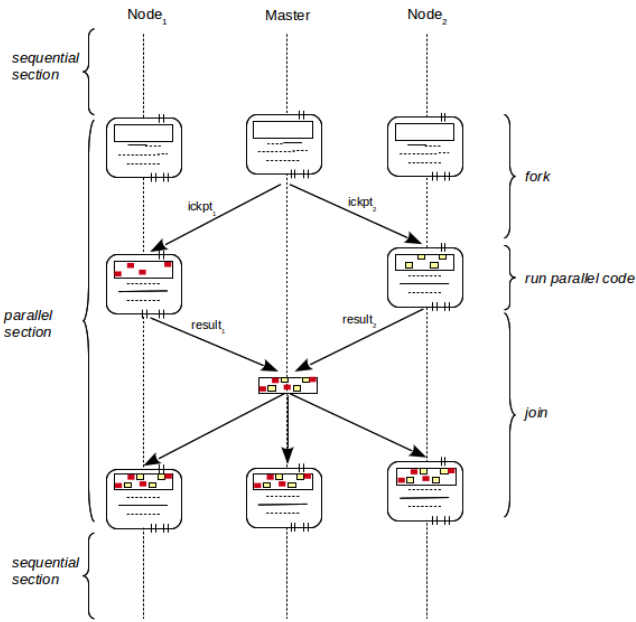 Node₁
Master
Node₂
sequential
section
fork
ickpt₁
ickpt₂
run parallel code
parallel
section
result₁
result₂
join
sequential
section